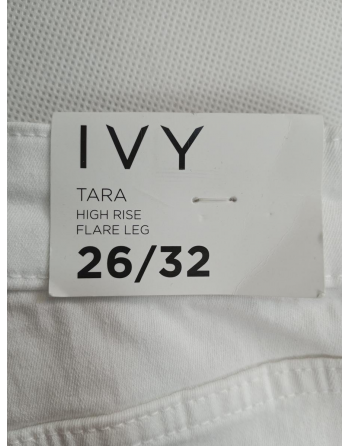 IVY
TARA
HIGH RISE
FLARE LEG
26/32